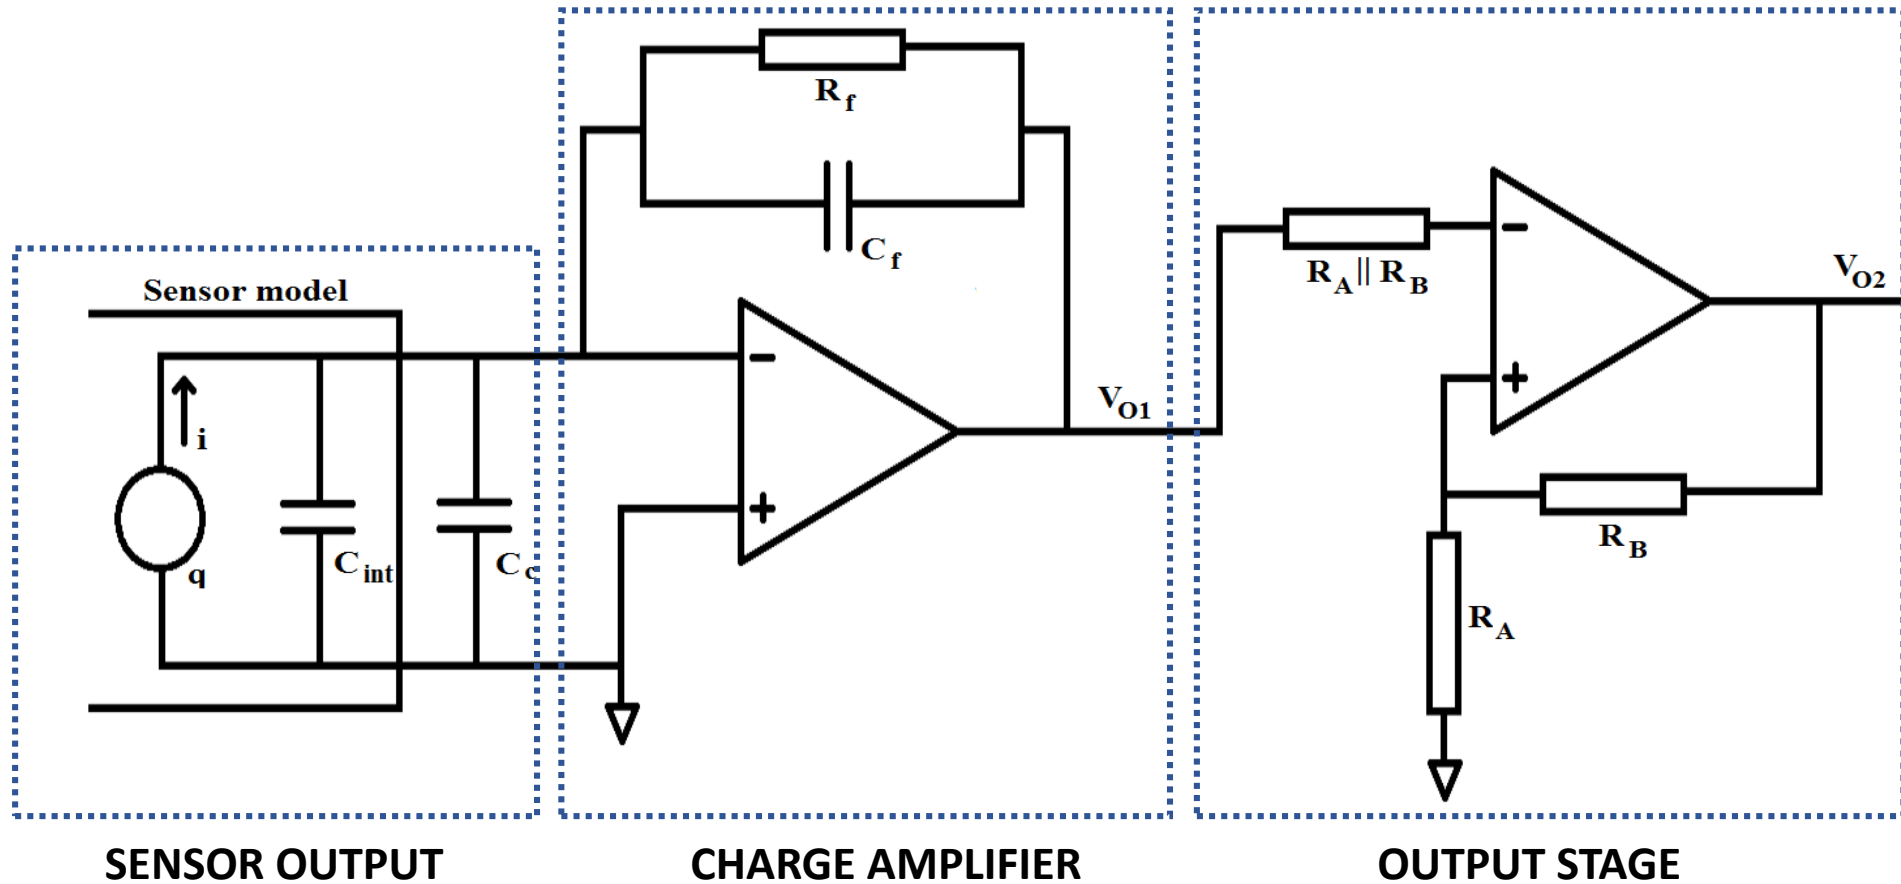 Sensor model
i
q
C int
C c
R f
C f
−
+
V O1
R A || R B
−
+
V O2
R B
R A
SENSOR OUTPUT
CHARGE AMPLIFIER
OUTPUT STAGE